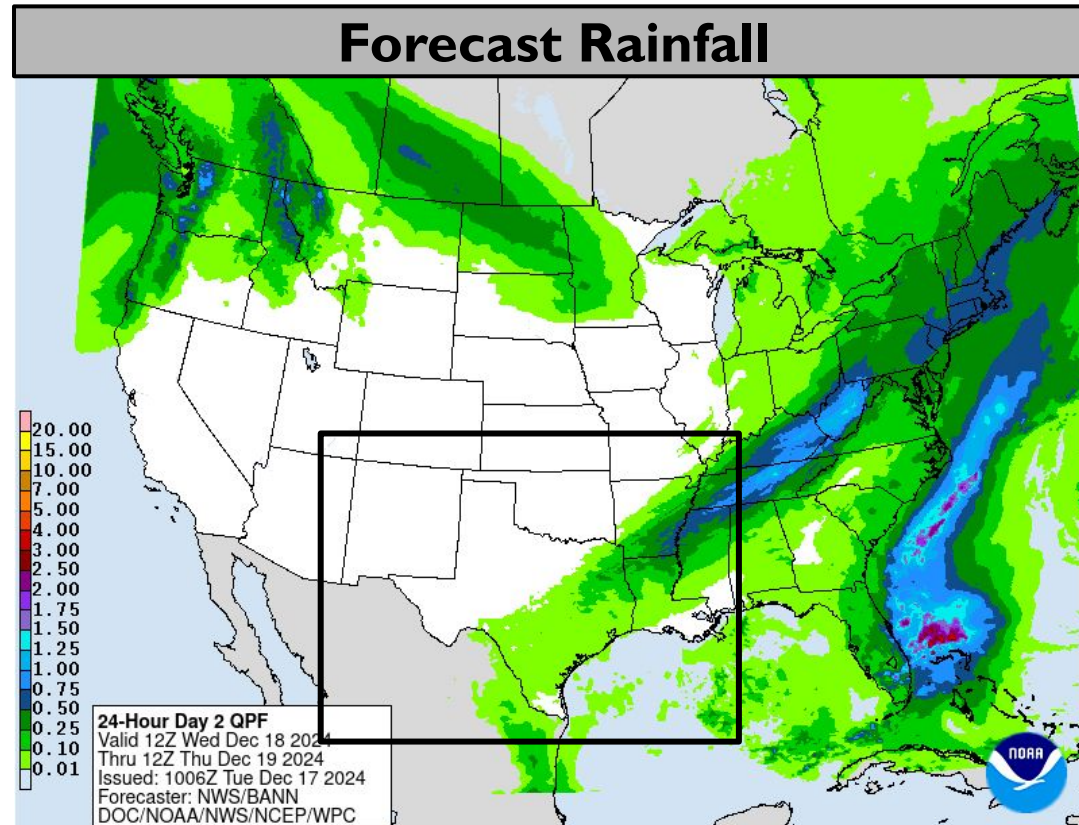 Forecast Rainfall
20.00
15.00
10.00
7.00
5.00
4.00
3.00
2.50
2.00
1.75
1.50
1.25
1.00
0.75
0.50
0.25
0.10
0.01
24-Hour Day 2 QPF
Valid 12Z Wed Dec 18 2024
Thru 12Z Thu Dec 19 2024
Issued: 1006Z Tue Dec 17 2024
Forecaster: NWS/BANN
DOC/NOAA/NWS/NCEP/WPC
NOAA